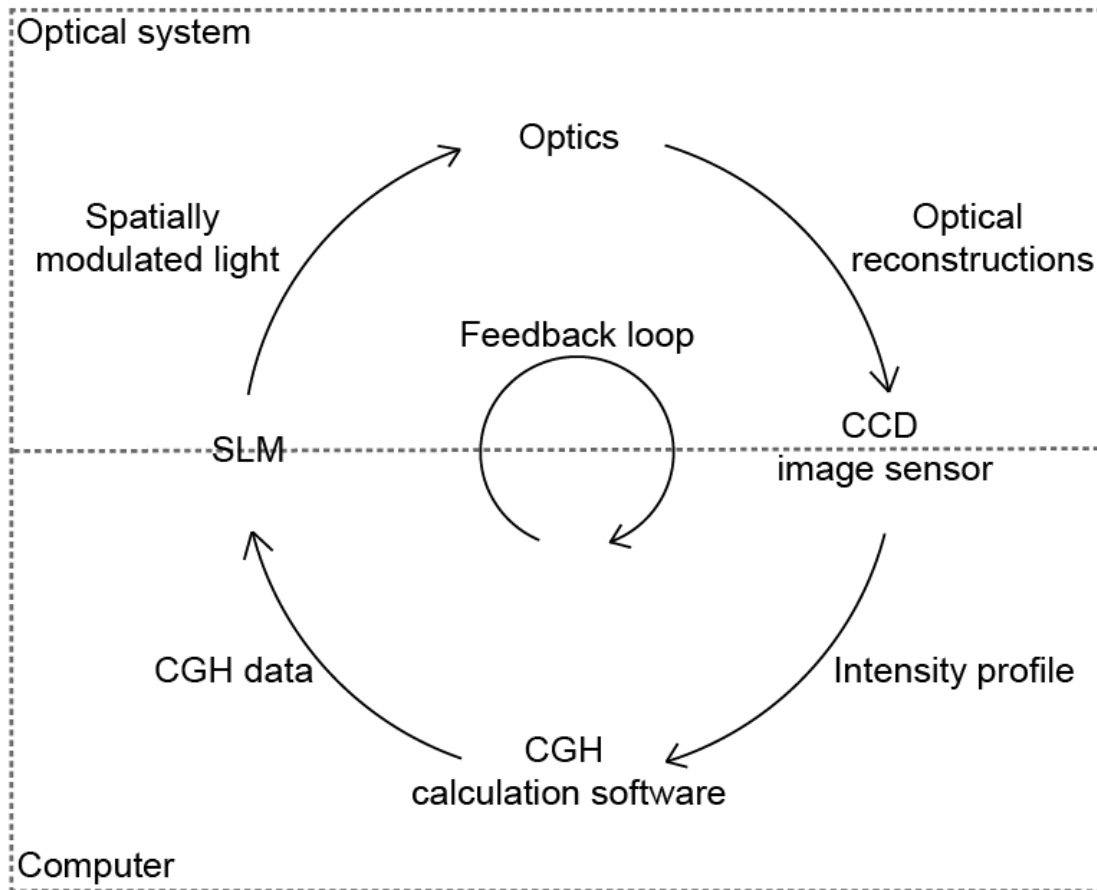 Optical system
Optics
Spatially
modulated light
Optical
reconstructions
Feedback loop
SLM
CCD
image sensor
CGH data
Intensity profile
CGH
calculation software
Computer